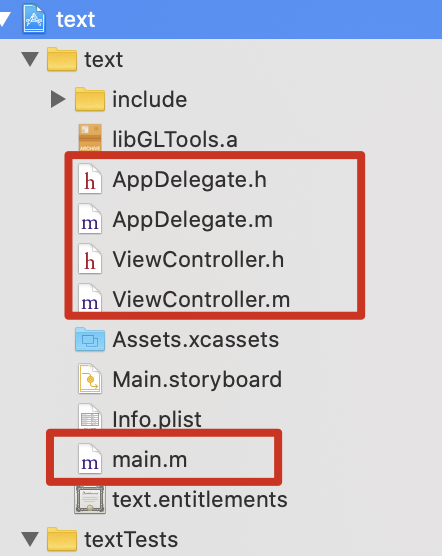 text
text
include
libGLTools.a
h AppDelegate.h
m AppDelegate.m
h ViewController.h
m ViewController.m
Assets.xcassets
Main.storyboard
Info.plist
m main.m
text.entitlements
textTests